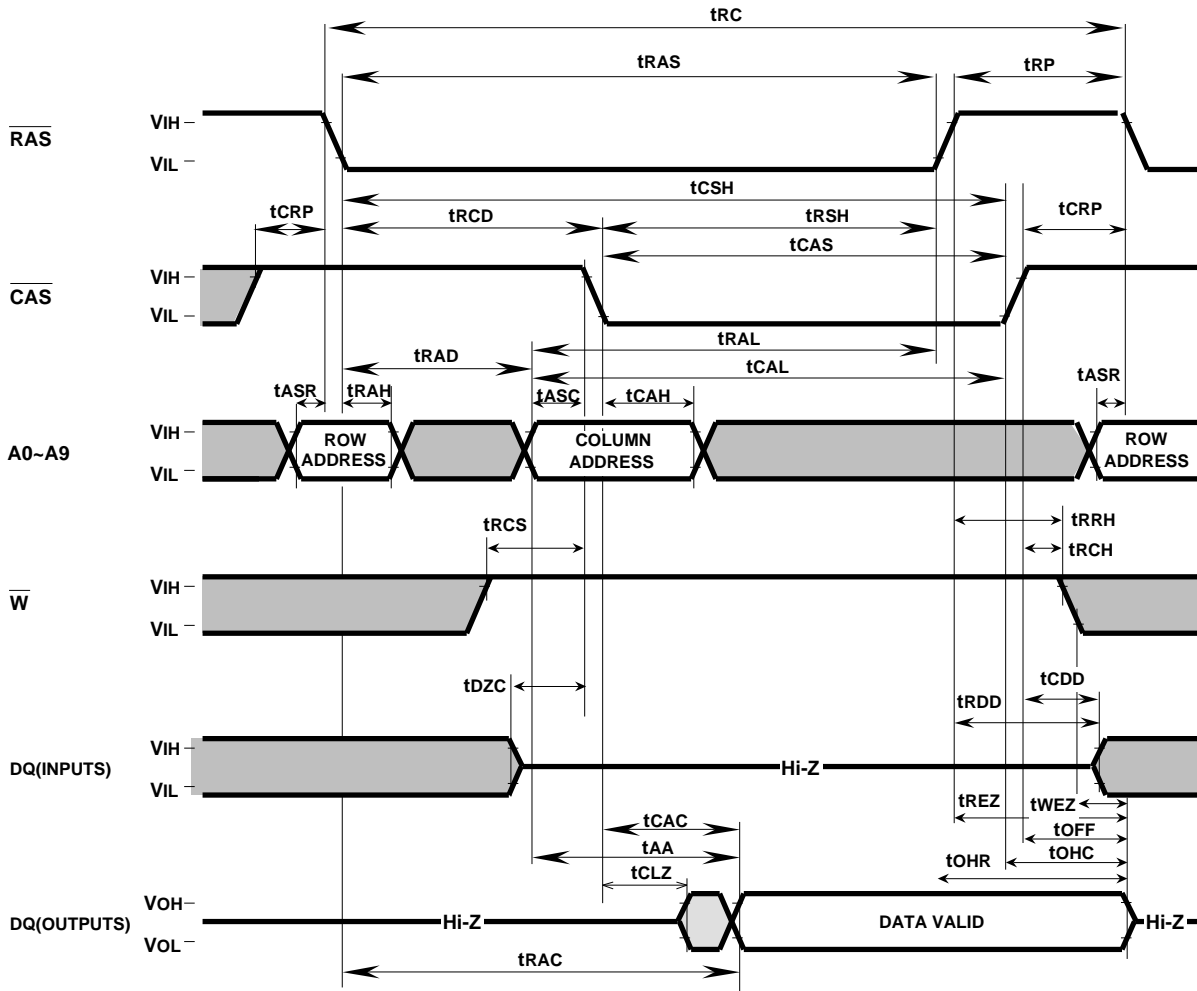 tRC
tRAS
tRP
RAS
VIH
VIL
tCSH
tCRP
tRCD
tRSH
tCRP
tCAS
CAS
VIH
VIL
tRAL
tRAD
tCAL
tASR
tRAH
tASC
tCAH
tASR
A0~A9
VIH
VIL
ROW
ADDRESS
COLUMN
ADDRESS
ROW
ADDRESS
tRCS
tRRH
tRCH
W
VIH
VIL
tDZC
tCDD
tRDD
DQ(INPUTS)
VIH
VIL
Hi-Z
tREZ
tWEZ
tCAC
tOFF
tAA
tOHC
tCLZ
tOHR
DQ(OUTPUTS)
VOH
VOL
Hi-Z
DATA VALID
Hi-Z
tRAC